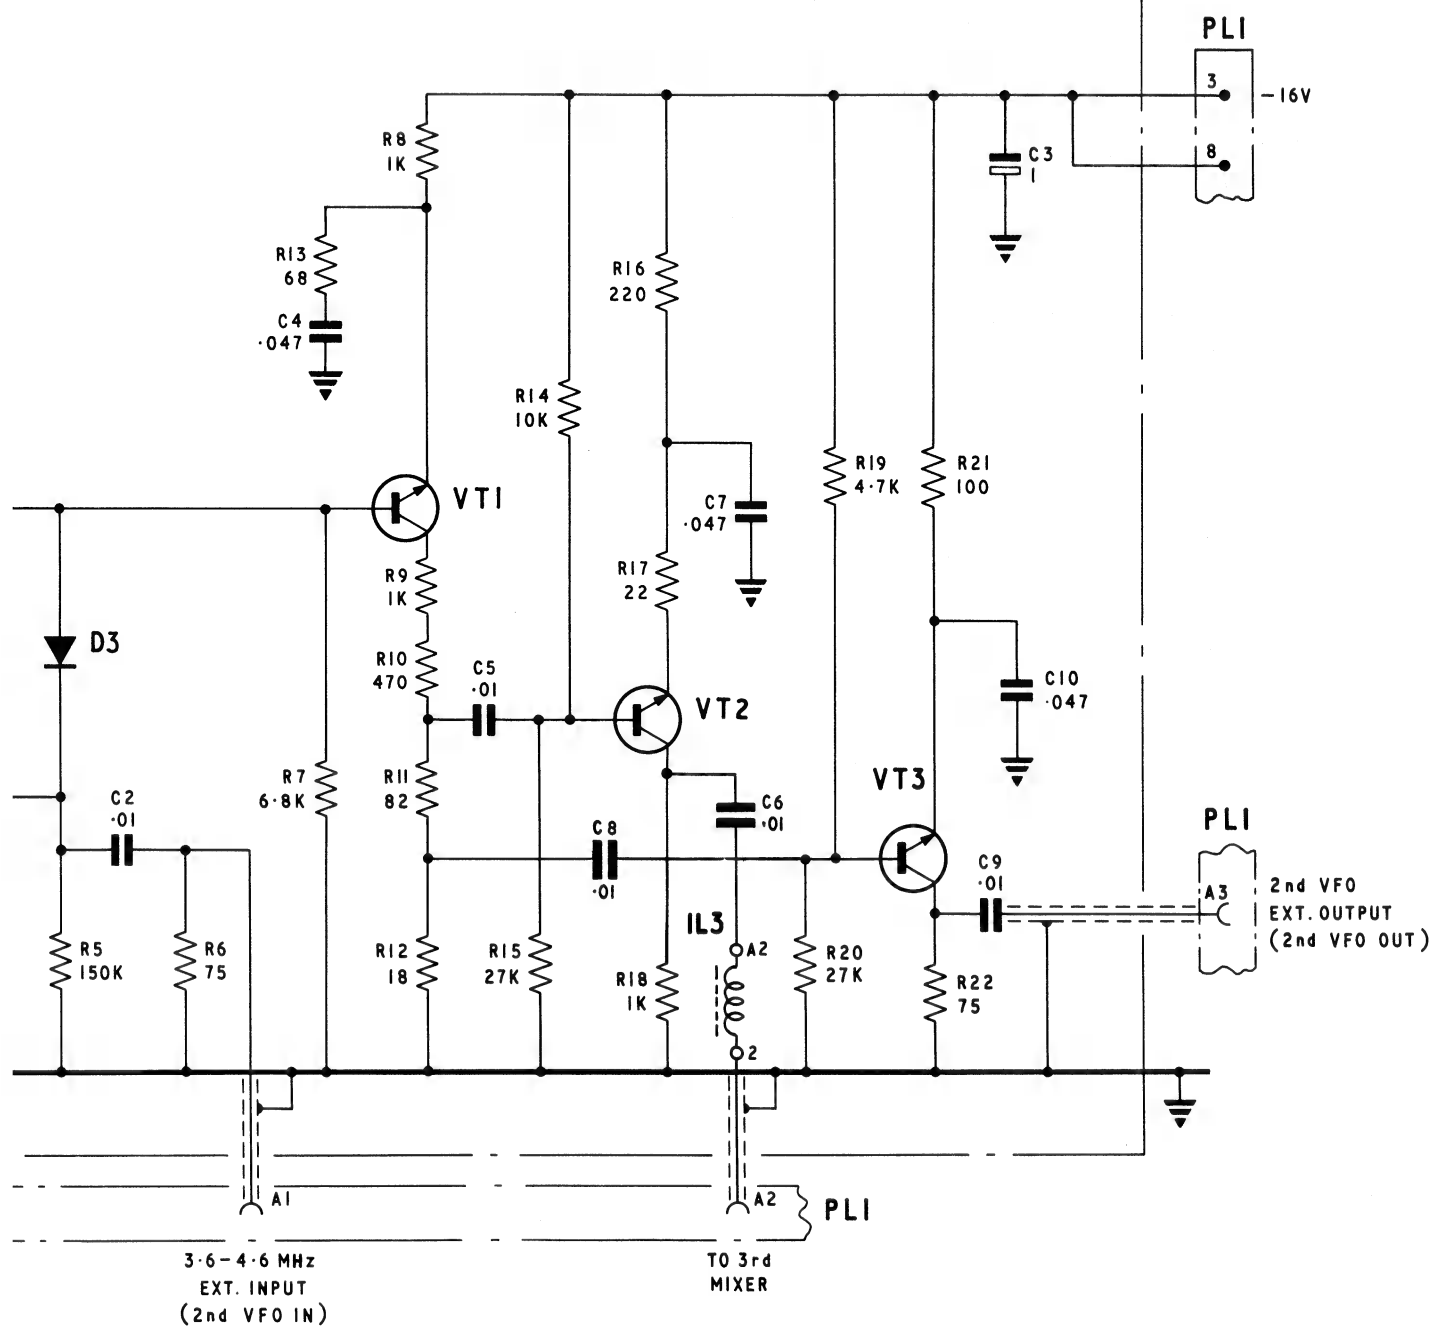 PL1
3
-16V
8
R8
1K
C3
1
R13
68
C4
·047
R16
220
R14
10K
R19
4·7K
R21
100
VT1
C7
·047
R9
1K
R17
22
D3
R10
470
C5
·01
VT2
C10
·047
R7
6·8K
R11
82
C2
·01
C6
·01
VT3
C8
·01
C9
·01
PL1
A3
2nd VFO
EXT. OUTPUT
(2nd VFO OUT)
IL3
A2
R5
150K
R6
75
R12
18
R15
27K
R18
1K
R20
27K
R22
75
2
A1
A2
PL1
3·6-4·6 MHz
EXT. INPUT
(2nd VFO IN)
TO 3rd
MIXER